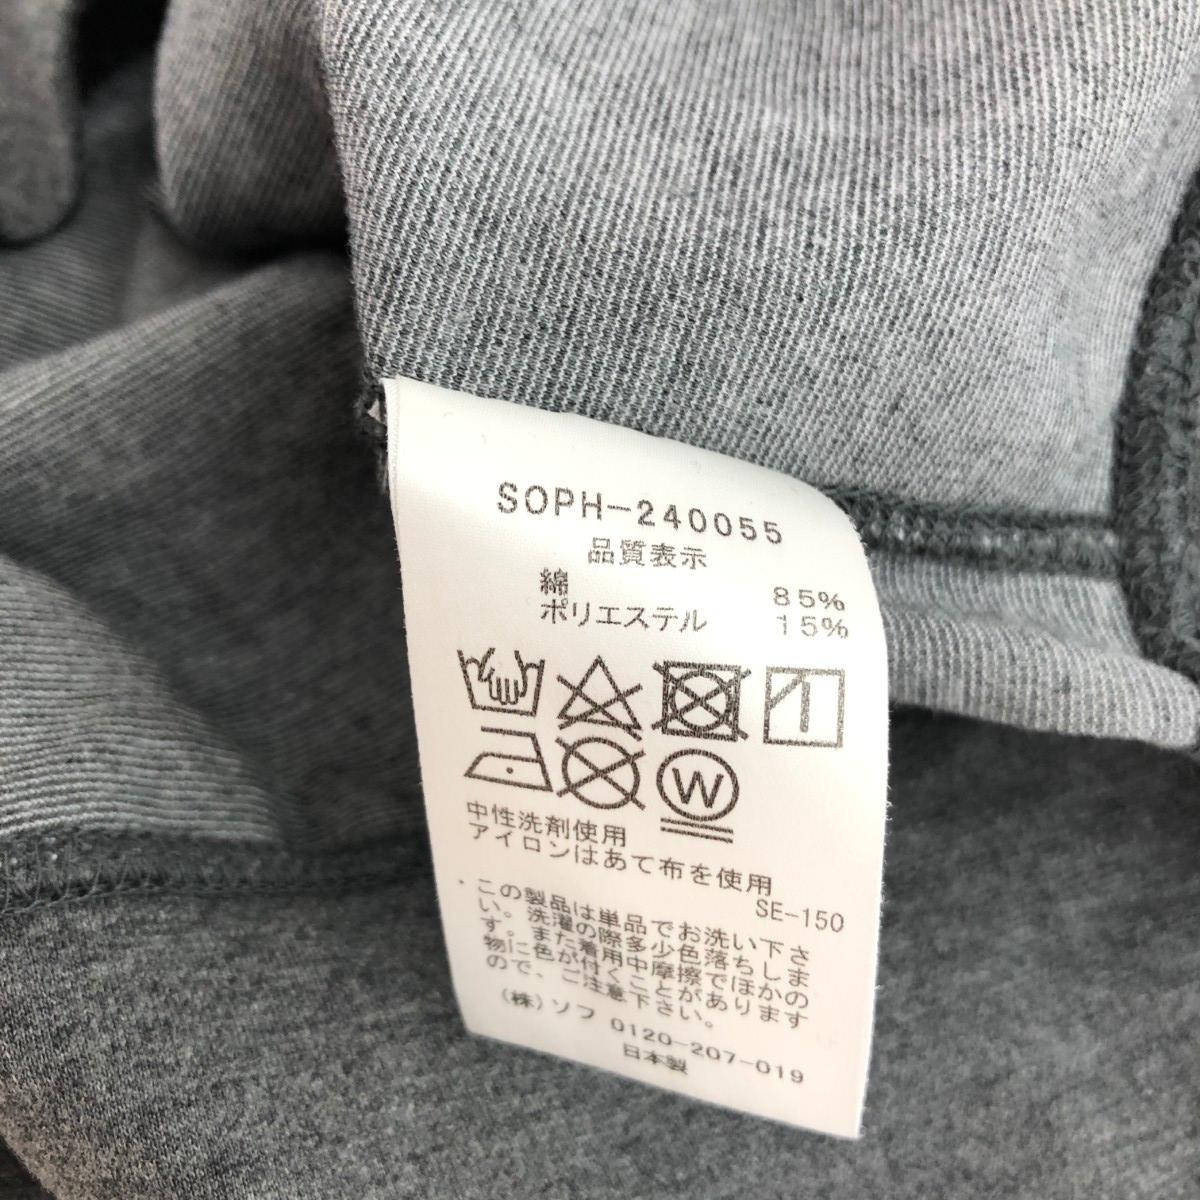 SOPH-240055
品質表示
綿 85%
ポリエステル 15%
W
中性洗剤使用
アイロンはあて布を使用
SE-150
・この製品は単品でお洗い下さ
い。洗濯の際多少色落ちしま
す。また着用中摩擦でほかの
物に色が付くことがあります
ので、ご注意下さい。
(株)ソフ 0120-207-019
日本製